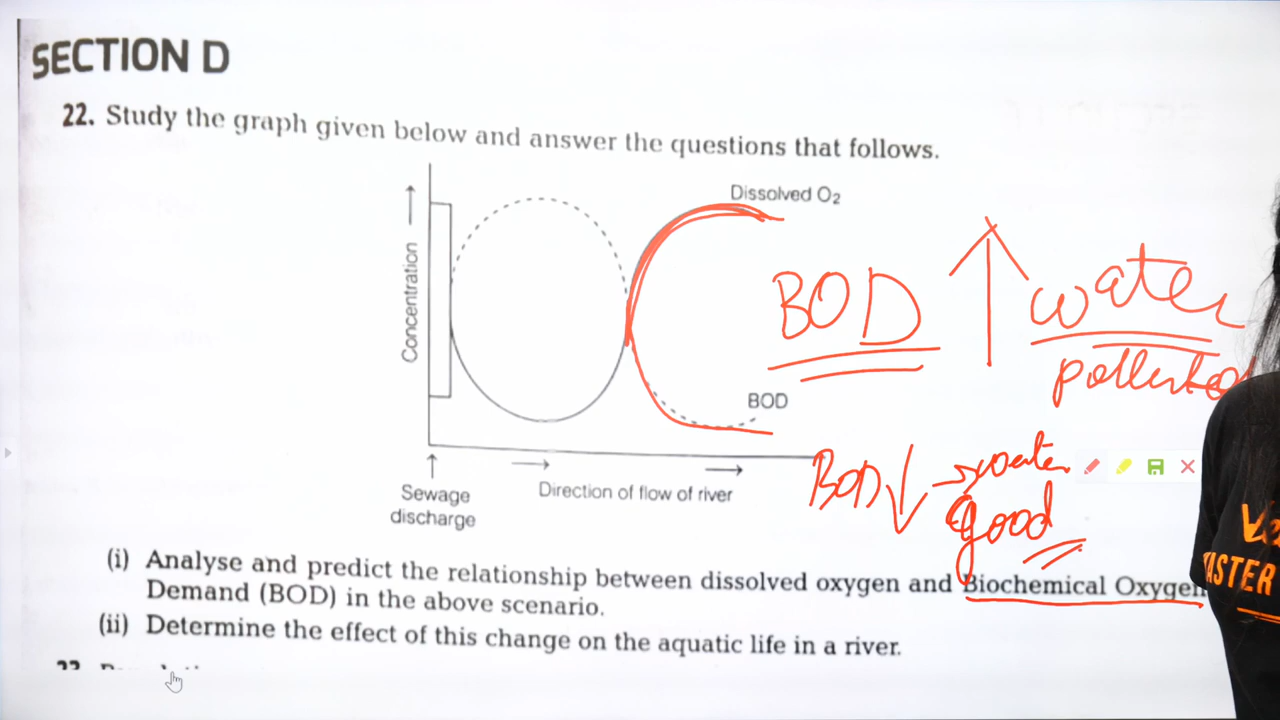 SECTION D
22. Study the graph given below and answer the questions that follows.
Dissolved O2
Concentration
BOD ↑ water
polluted
BOD
BOD ↓ → water
good
Sewage
discharge
Direction of flow of river
(i) Analyse and predict the relationship between dissolved oxygen and Biochemical Oxygen
Demand (BOD) in the above scenario.
(ii) Determine the effect of this change on the aquatic life in a river.